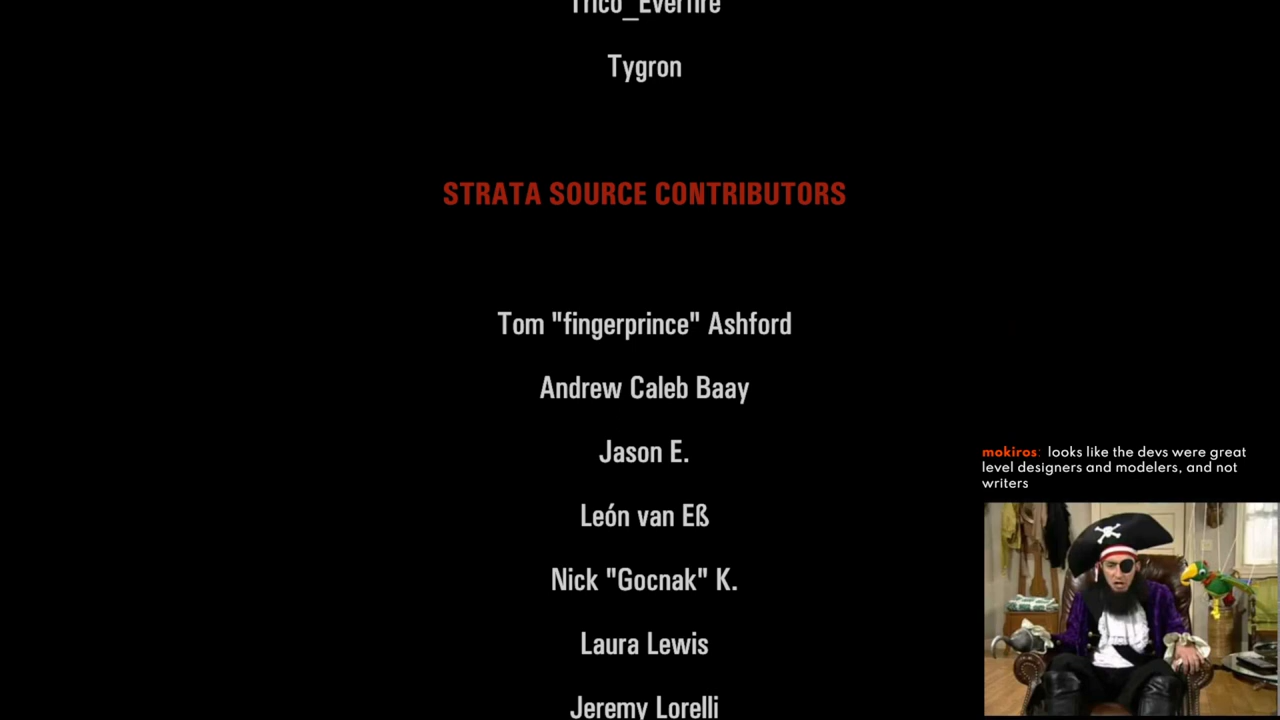 Trico_Everfire
Tygron
STRATA SOURCE CONTRIBUTORS
Tom "fingerprince" Ashford
Andrew Caleb Baay
Jason E.
León van Eß
Nick "Gocnak" K.
Laura Lewis
Jeremy Lorelli
mokiros: looks like the devs were great
level designers and modelers, and not
writers